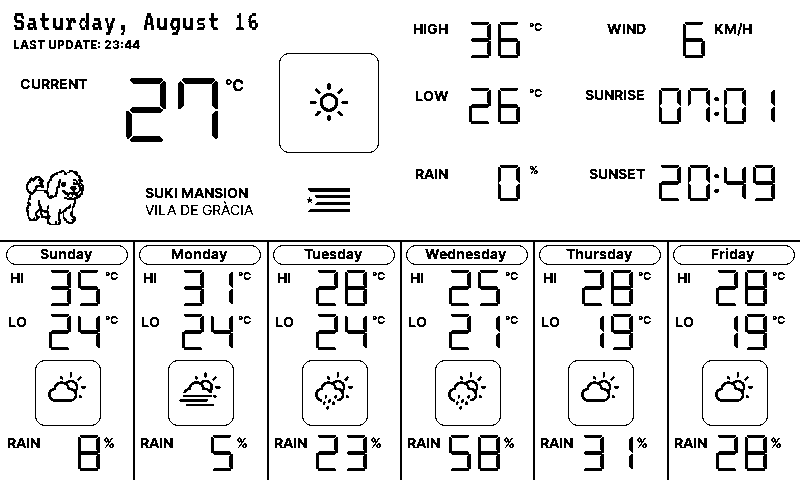 Saturday, August 16
LAST UPDATE: 23:44
CURRENT 27 °C
HIGH 36 °C
WIND 6 KM/H
LOW 26 °C
SUNRISE 07:01
RAIN 0 %
SUNSET 20:49
SUKI MANSION
VILA DE GRÀCIA
Sunday
HI 35 °C
LO 24 °C
RAIN 8 %
Monday
HI 31 °C
LO 24 °C
RAIN 5 %
Tuesday
HI 28 °C
LO 24 °C
RAIN 23 %
Wednesday
HI 25 °C
LO 21 °C
RAIN 58 %
Thursday
HI 28 °C
LO 19 °C
RAIN 31 %
Friday
HI 28 °C
LO 19 °C
RAIN 28 %